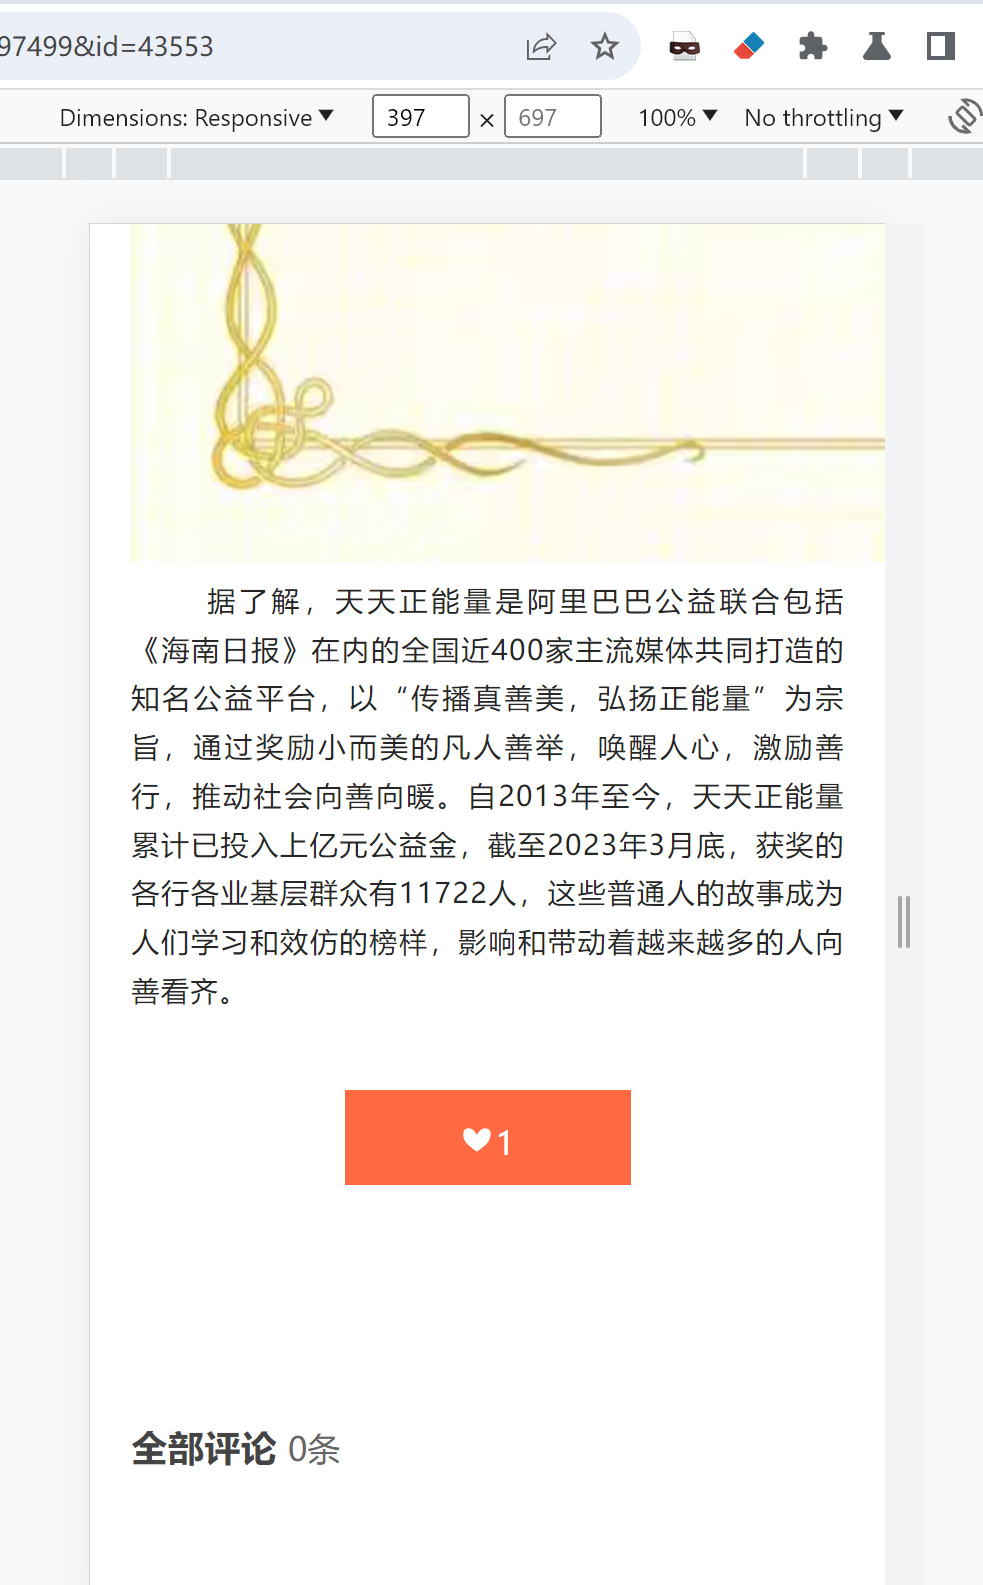 97499&id=43553
Dimensions: Responsive 397 × 697 100% No throttling
据了解，天天正能量是阿里巴巴公益联合包括
《海南日报》在内的全国近400家主流媒体共同打造的
知名公益平台，以“传播真善美，弘扬正能量”为宗
旨，通过奖励小而美的凡人善举，唤醒人心，激励善
行，推动社会向善向暖。自2013年至今，天天正能量
累计已投入上亿元公益金，截至2023年3月底，获奖的
各行各业基层群众有11722人，这些普通人的故事成为
人们学习和效仿的榜样，影响和带动着越来越多的人向
善看齐。
1
全部评论 0条